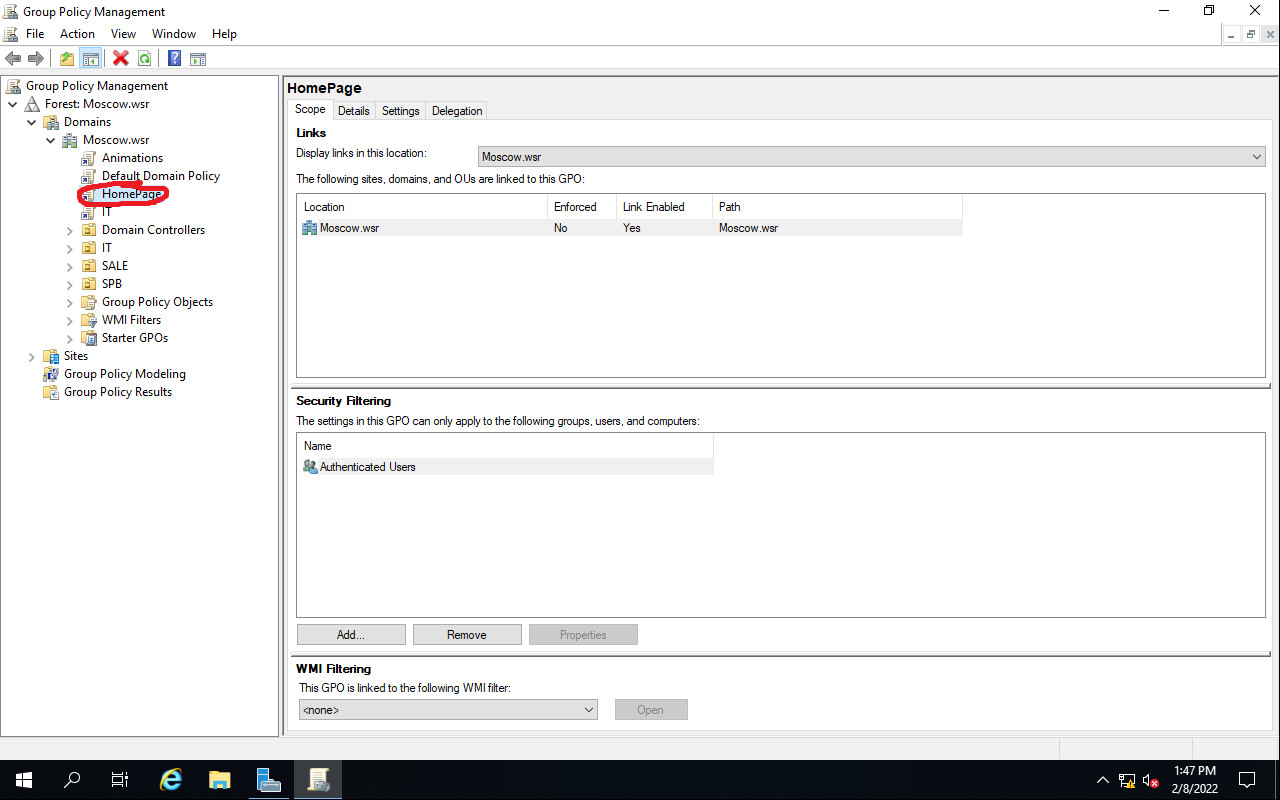 Group Policy Management
File Action View Window Help
Group Policy Management
Forest: Moscow.wsr
Domains
Moscow.wsr
Animations
Default Domain Policy
HomePage
IT
Domain Controllers
IT
SALE
SPB
Group Policy Objects
WMI Filters
Starter GPOs
Sites
Group Policy Modeling
Group Policy Results
HomePage
Scope Details Settings Delegation
Links
Display links in this location: Moscow.wsr
The following sites, domains, and OUs are linked to this GPO:
Location Enforced Link Enabled Path
Moscow.wsr No Yes Moscow.wsr
Security Filtering
The settings in this GPO can only apply to the following groups, users, and computers:
Name
Authenticated Users
Add... Remove Properties
WMI Filtering
This GPO is linked to the following WMI filter:
<none> Open
1:47 PM
2/8/2022